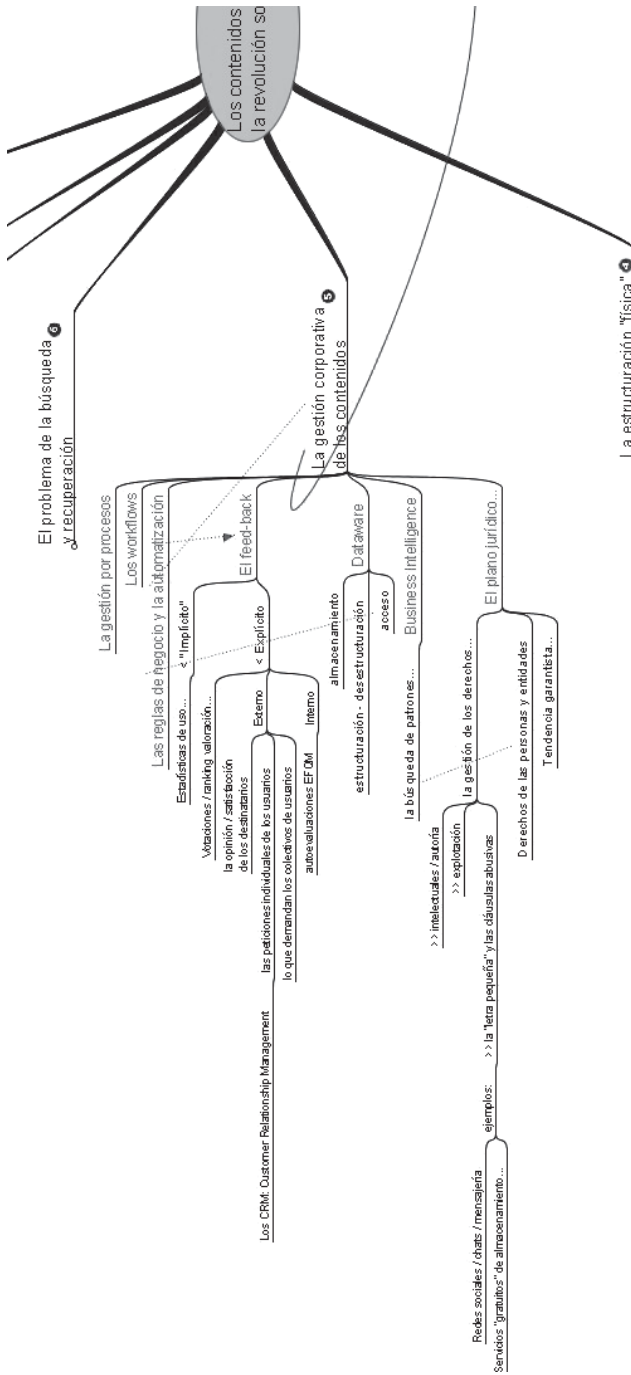 Los contenidos
la revolución so
El problema de la búsqueda
y recuperación
6
La gestión corporativa
de los contenidos
5
La gestión por procesos
Los workflows
Las reglas de negocio y la automatización
El feed-back
< "Implícito"
Estadísticas de uso...
< Explícito
Votaciones / ranking valoración...
Externo
la opinión / satisfacción
de los destinatarios
las peticiones individuales de los usuarios
Los CRM: Customer Relationship Management
lo que demandan los colectivos de usuarios
Interno
autoevaluaciones EFQM
Dataware
almacenamiento
estructuración - desestructuración
acceso
Business Intelligence
la búsqueda de patrones...
El plano jurídico...
la gestión de los derechos...
>> intelectuales / autoría
>> explotación
>> la "letra pequeña" y las cláusulas abusivas
ejemplos:
Redes sociales / chats / mensajería
Servicios "gratuitos" de almacenamiento...
Derechos de las personas y entidades
Tendencia garantista...
La estructuración "física"
4